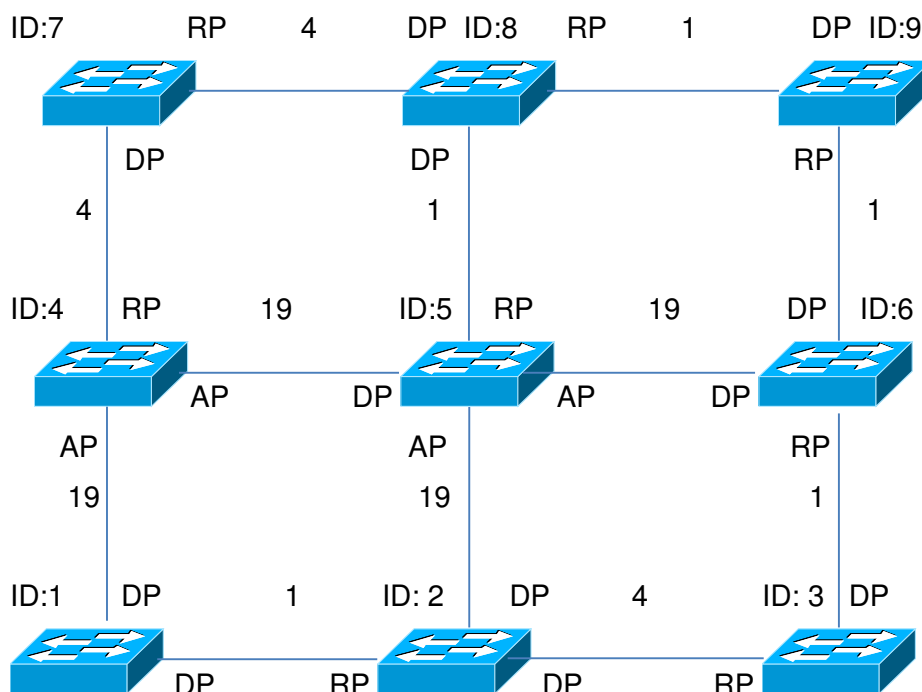 ID:7 RP 4 DP ID:8 RP 1 DP ID:9
DP DP RP
4 1 1
ID:4 RP 19 ID:5 RP 19 DP ID:6
AP DP AP DP
AP AP RP
19 19 1
ID:1 DP 1 ID: 2 DP 4 ID: 3 DP
DP RP DP RP